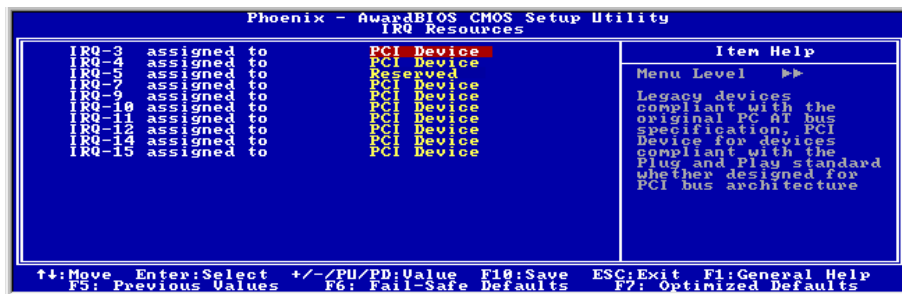 Phoenix - AwardBIOS CMOS Setup Utility
IRQ Resources
IRQ-3 assigned to PCI Device
IRQ-4 assigned to PCI Device
IRQ-5 assigned to Reserved
IRQ-7 assigned to PCI Device
IRQ-9 assigned to PCI Device
IRQ-10 assigned to PCI Device
IRQ-11 assigned to PCI Device
IRQ-12 assigned to PCI Device
IRQ-14 assigned to PCI Device
IRQ-15 assigned to PCI Device
Item Help
Menu Level ▶▶
Legacy devices
compliant with the
original PC AT bus
specification, PCI
Device for devices
compliant with the
Plug and Play standard
whether designed for
PCI bus architecture
↑↓:Move Enter:Select +/-/PU/PD:Value F10:Save ESC:Exit F1:General Help
F5: Previous Values F6: Fail-Safe Defaults F7: Optimized Defaults